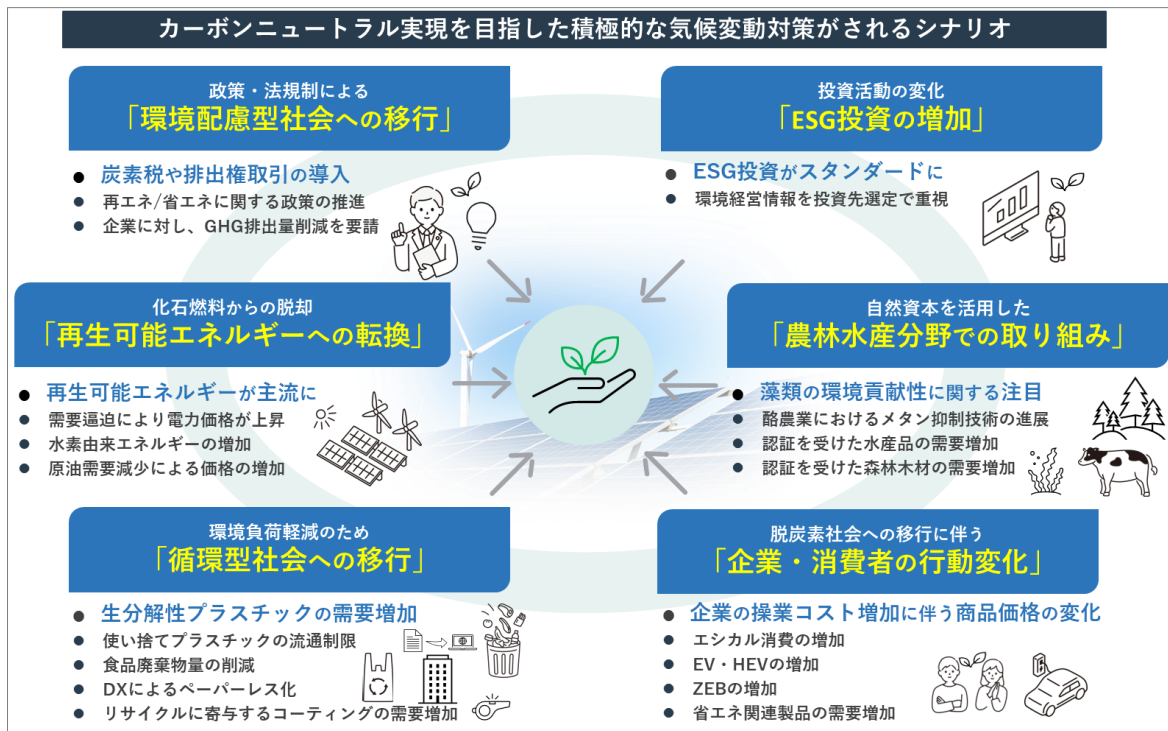 カーボンニュートラル実現を目指した積極的な気候変動対策がされるシナリオ
政策・法規制による
「環境配慮型社会への移行」
● 炭素税や排出権取引の導入
● 再エネ/省エネに関する政策の推進
● 企業に対し、GHG排出量削減を要請
投資活動の変化
「ESG投資の増加」
● ESG投資がスタンダードに
● 環境経営情報を投資先選定で重視
化石燃料からの脱却
「再生可能エネルギーへの転換」
● 再生可能エネルギーが主流に
● 需要逼迫により電力価格が上昇
● 水素由来エネルギーの増加
● 原油需要減少による価格の増加
自然資本を活用した
「農林水産分野での取り組み」
● 藻類の環境貢献性に関する注目
● 酪農業におけるメタン抑制技術の進展
● 認証を受けた水産品の需要増加
● 認証を受けた森林木材の需要増加
環境負荷軽減のため
「循環型社会への移行」
● 生分解性プラスチックの需要増加
● 使い捨てプラスチックの流通制限
● 食品廃棄物量の削減
● DXによるペーパーレス化
● リサイクルに寄与するコーティングの需要増加
脱炭素社会への移行に伴う
「企業・消費者の行動変化」
● 企業の操業コスト増加に伴う商品価格の変化
● エシカル消費の増加
● EV・HEVの増加
● ZEBの増加
● 省エネ関連製品の需要増加